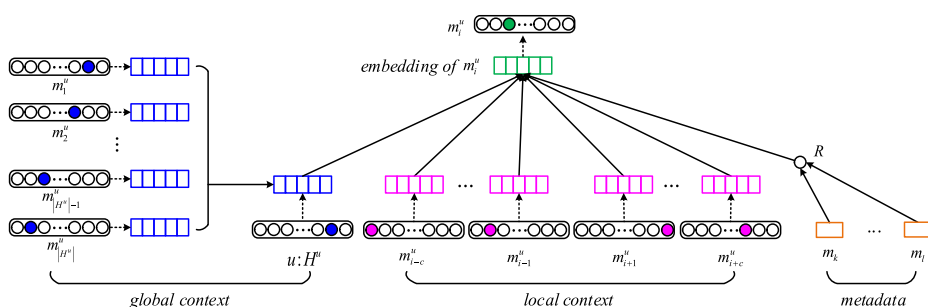 m_i^u
embedding of m_i^u
m_1^u
m_2^u
m_{|H^u|-1}^u
m_{|H^u|}^u
R
u:H^u
m_{i-c}^u
m_{i-1}^u
m_{i+1}^u
m_{i+c}^u
m_k
m_l
global context
local context
metadata